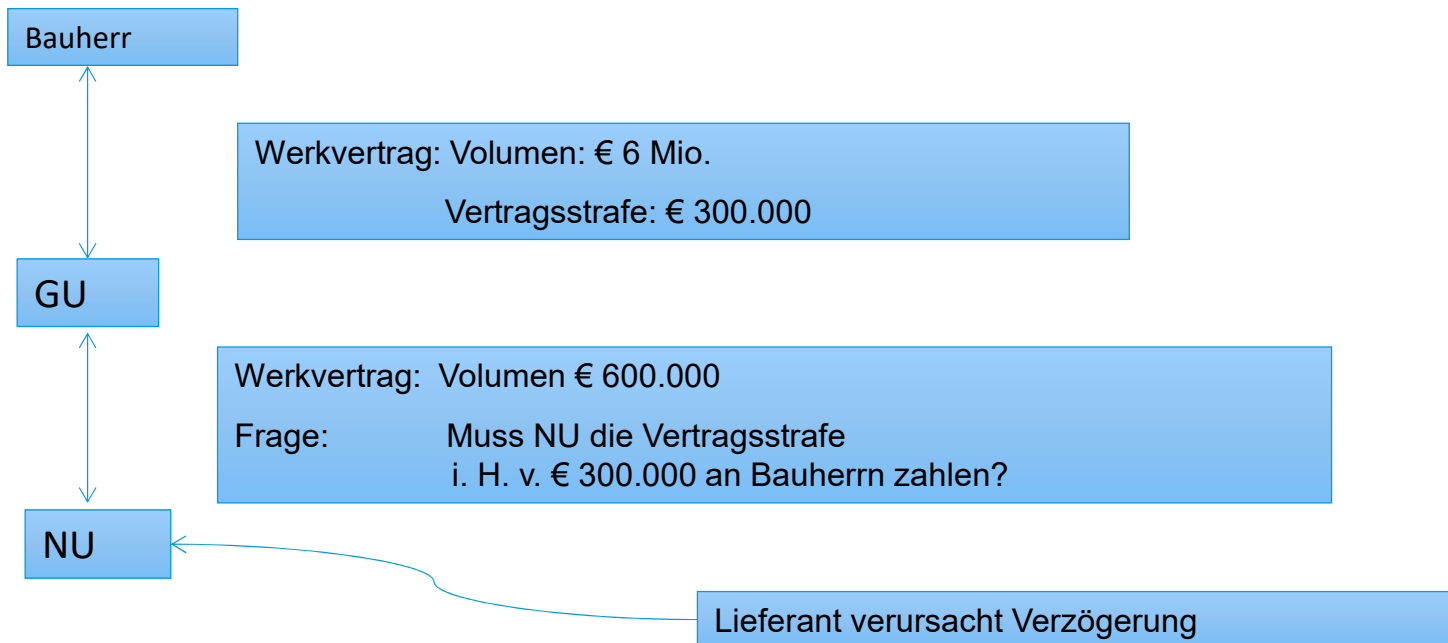 Bauherr
Werkvertrag: Volumen: € 6 Mio.
Vertragsstrafe: € 300.000
GU
Werkvertrag: Volumen € 600.000
Frage: Muss NU die Vertragsstrafe
i. H. v. € 300.000 an Bauherrn zahlen?
NU
Lieferant verursacht Verzögerung